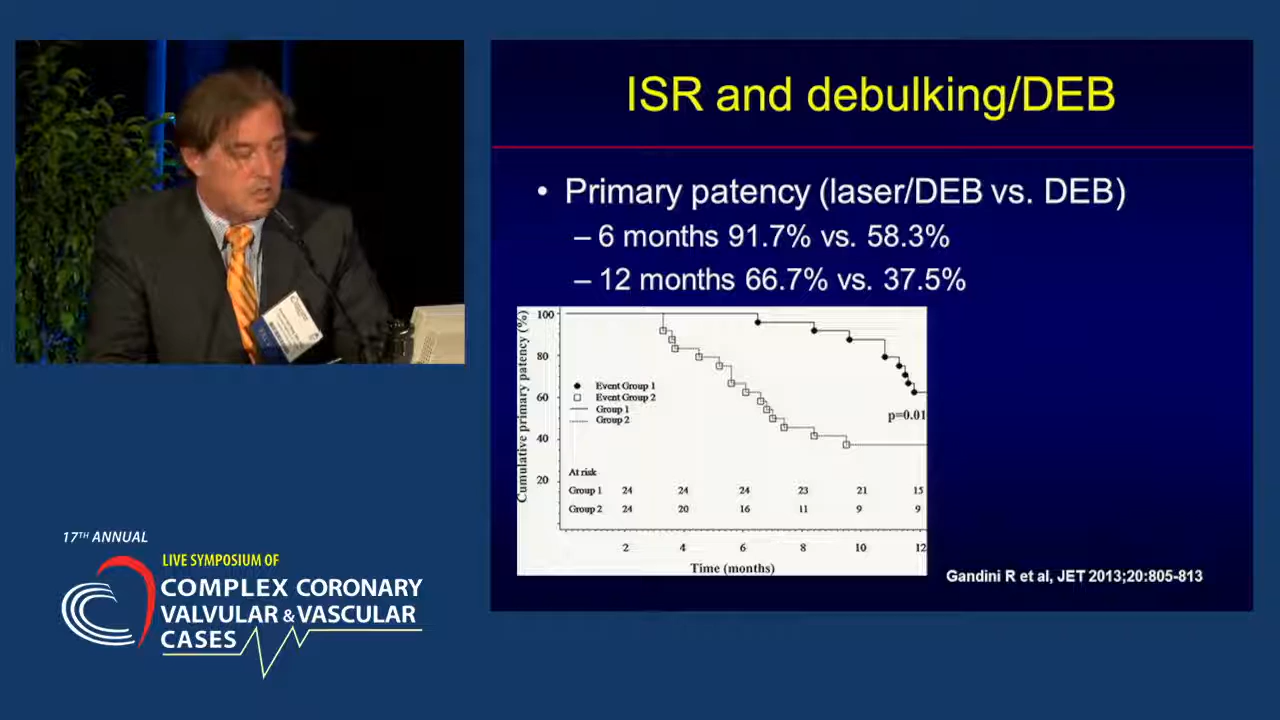 ISR and debulking/DEB
• Primary patency (laser/DEB vs. DEB)
– 6 months 91.7% vs. 58.3%
– 12 months 66.7% vs. 37.5%
Cumulative primary patency (%)
100
80
60
40
20
Event Group 1
Event Group 2
Group 1
Group 2
p=0.01
At risk
Group 1 24 24 24 23 21 15
Group 2 24 20 16 11 9 9
2 4 6 8 10 12
Time (months)
Gandini R et al, JET 2013;20:805-813
17TH ANNUAL
LIVE SYMPOSIUM OF
COMPLEX CORONARY
VALVULAR & VASCULAR
CASES